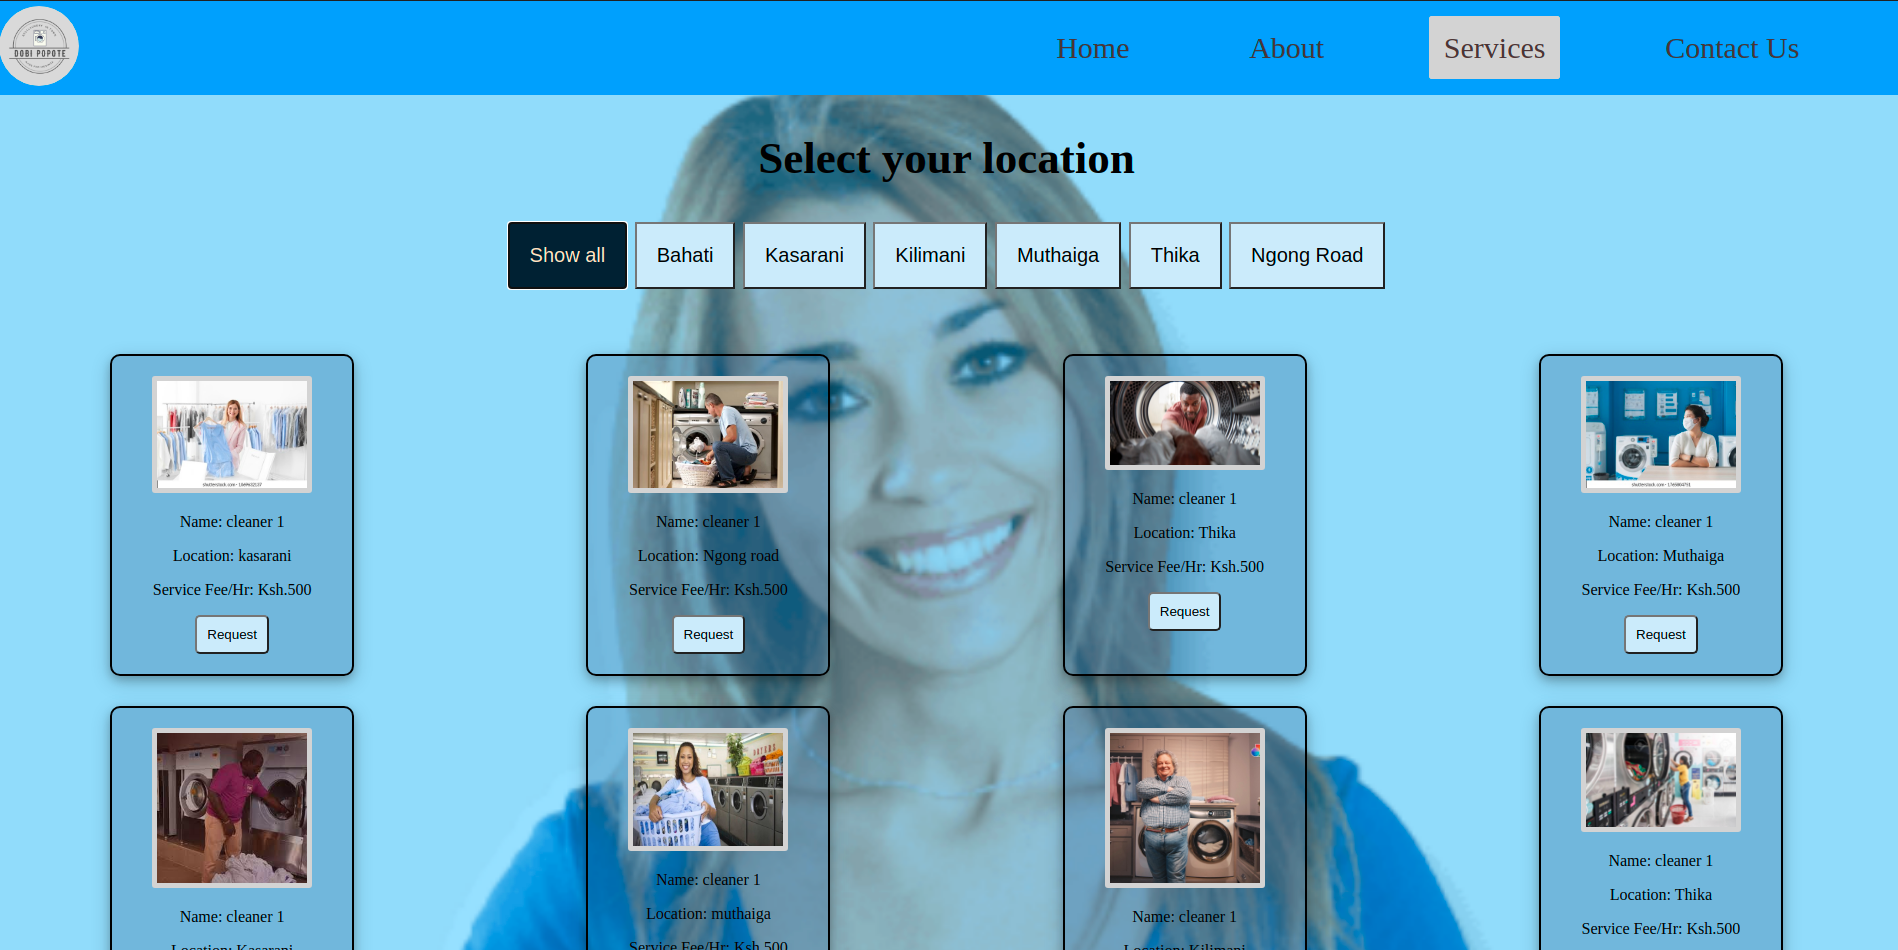 DOBI POPOTE
Home
About
Services
Contact Us
Select your location
Show all
Bahati
Kasarani
Kilimani
Muthaiga
Thika
Ngong Road
Name: cleaner 1
Location: kasarani
Service Fee/Hr: Ksh.500
Request
Name: cleaner 1
Location: Ngong road
Service Fee/Hr: Ksh.500
Request
Name: cleaner 1
Location: Thika
Service Fee/Hr: Ksh.500
Request
Name: cleaner 1
Location: Muthaiga
Service Fee/Hr: Ksh.500
Request
Name: cleaner 1
Location: Kasarani
Name: cleaner 1
Location: muthaiga
Service Fee/Hr: Ksh.500
Name: cleaner 1
Location: Kilimani
Name: cleaner 1
Location: Thika
Service Fee/Hr: Ksh.500